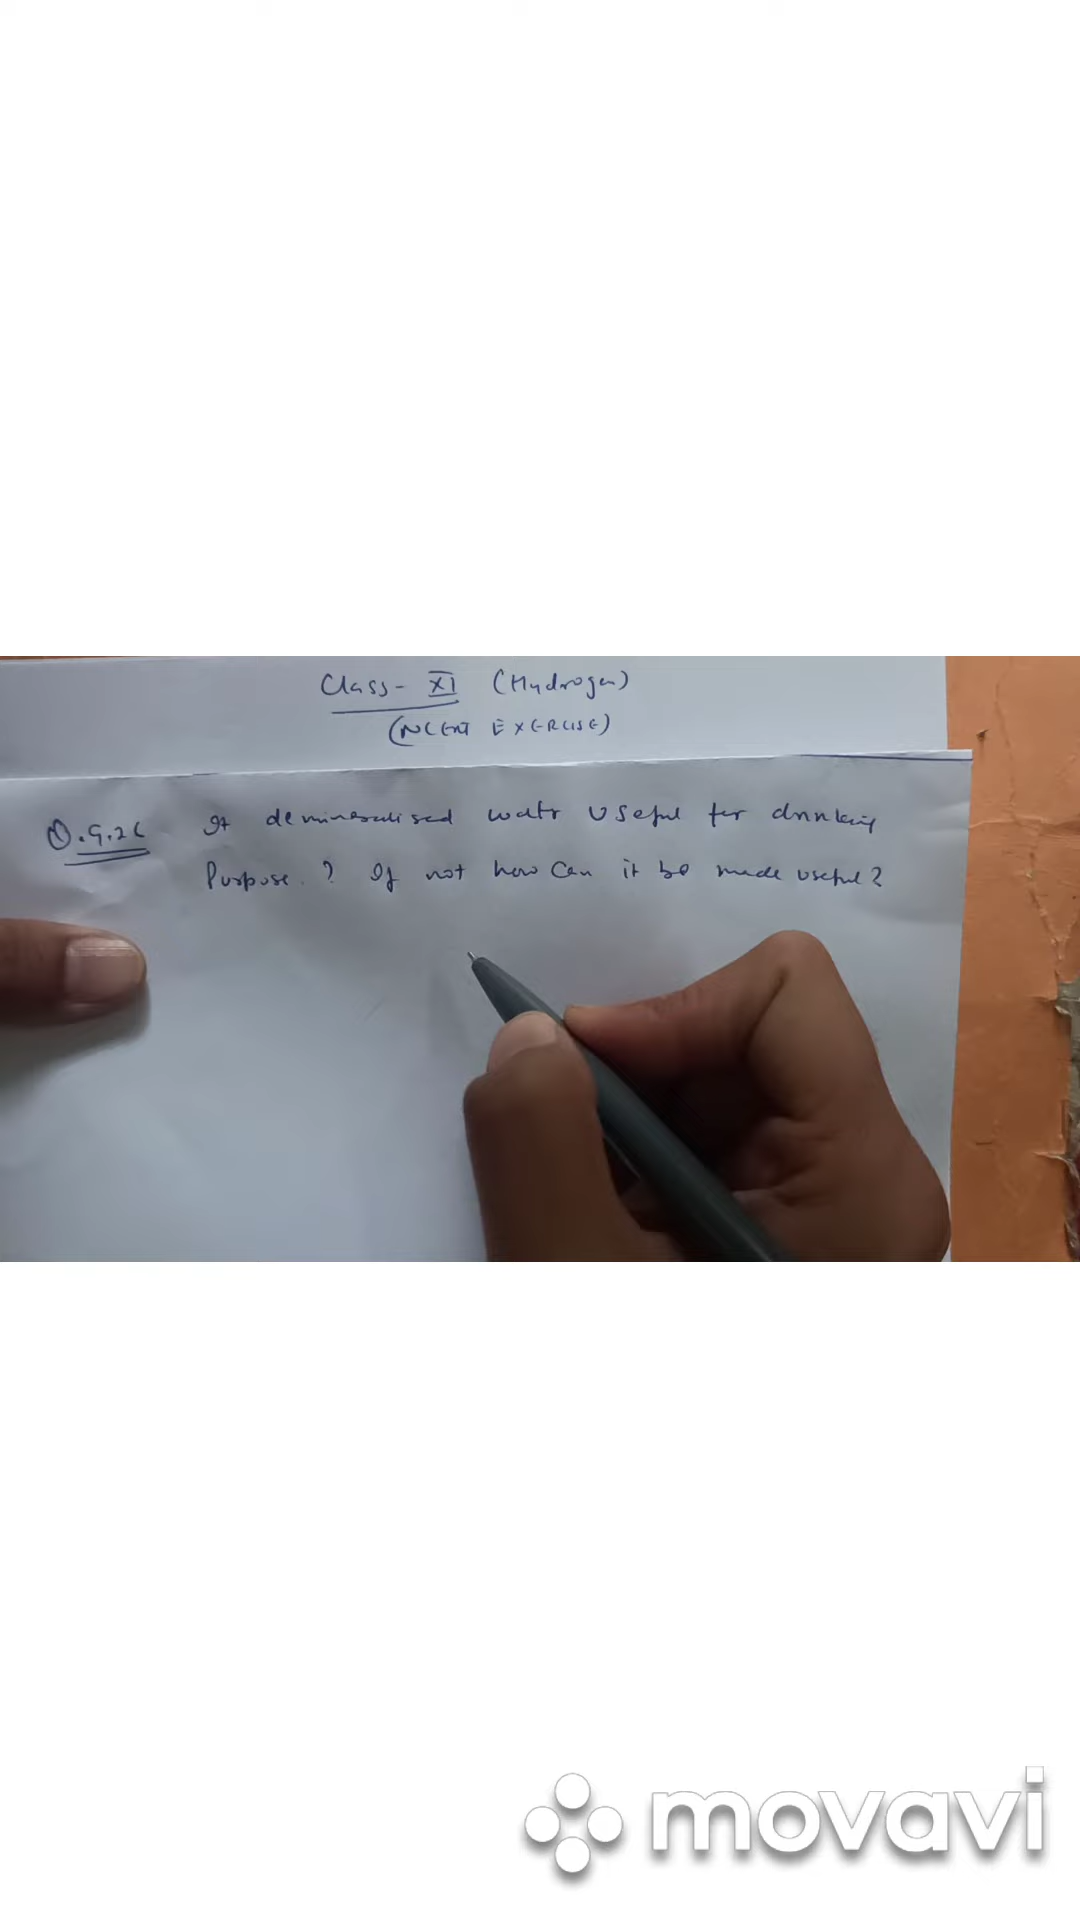 Class- XI (Hydrogen)
(NCERT EXERCISE)
Q.9.26 Is demineralised water useful for drinking
Purpose. ? If not how Can it be made useful?
movavi